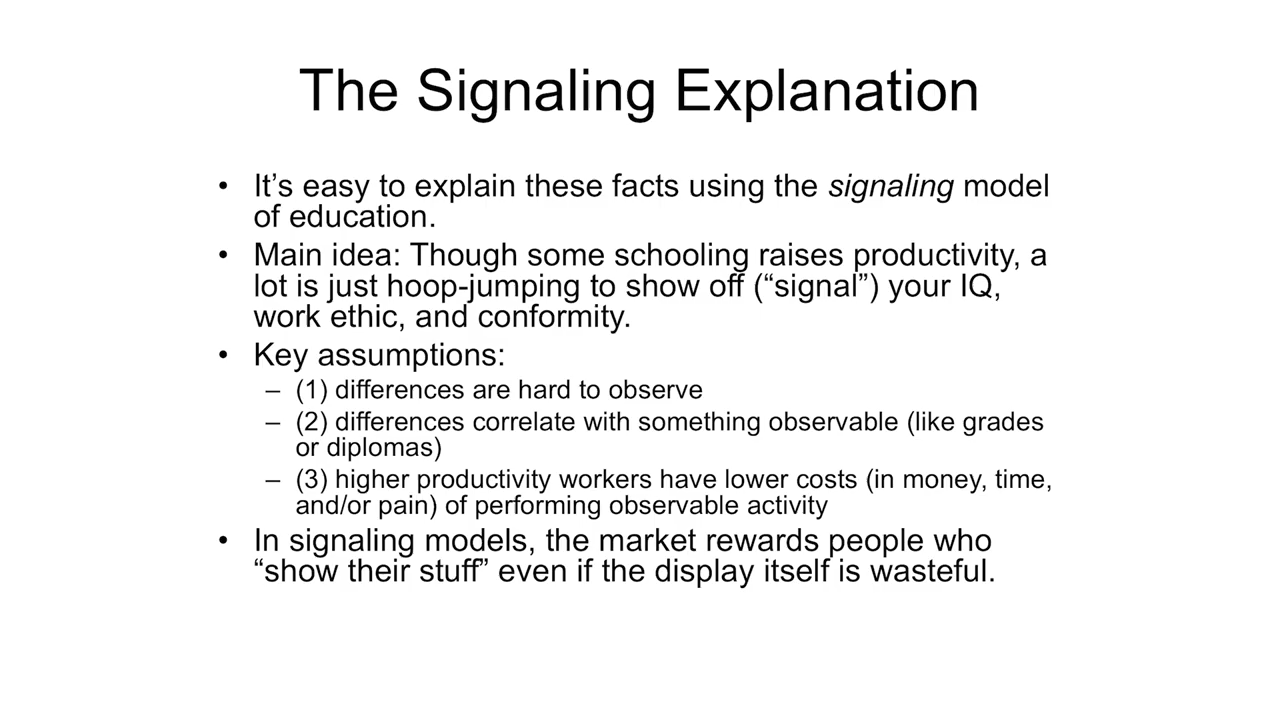 The Signaling Explanation
• It’s easy to explain these facts using the signaling model
of education.
• Main idea: Though some schooling raises productivity, a
lot is just hoop-jumping to show off (“signal”) your IQ,
work ethic, and conformity.
• Key assumptions:
– (1) differences are hard to observe
– (2) differences correlate with something observable (like grades
or diplomas)
– (3) higher productivity workers have lower costs (in money, time,
and/or pain) of performing observable activity
• In signaling models, the market rewards people who
“show their stuff” even if the display itself is wasteful.